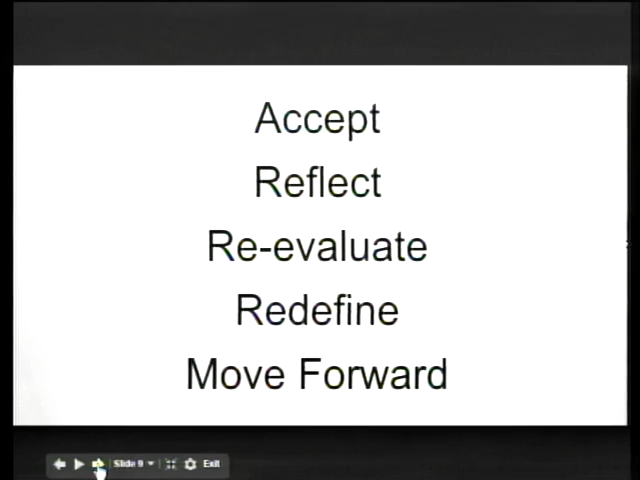 Accept
Reflect
Re-evaluate
Redefine
Move Forward
Slide 9
Exit